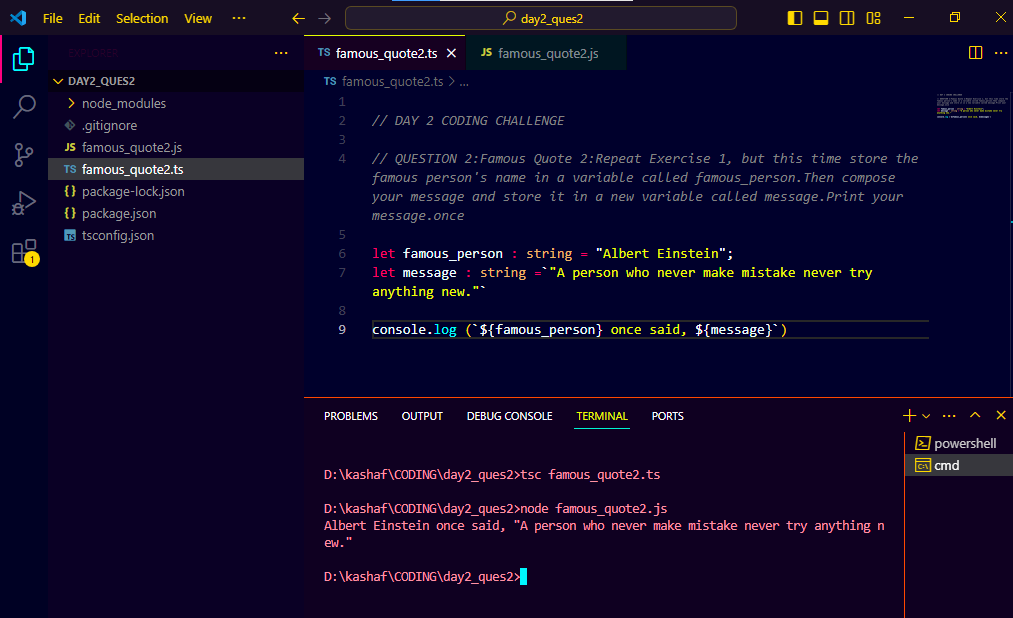 File Edit Selection View ··· day2_ques2
EXPLORER ···
DAY2_QUES2
node_modules
.gitignore
JS famous_quote2.js
TS famous_quote2.ts
{} package-lock.json
{} package.json
TS tsconfig.json
1
TS famous_quote2.ts JS famous_quote2.js
TS famous_quote2.ts > ...
1
2 // DAY 2 CODING CHALLENGE
3
4 // QUESTION 2:Famous Quote 2:Repeat Exercise 1, but this time store the
famous person's name in a variable called famous_person.Then compose
your message and store it in a new variable called message.Print your
message.once
5
6 let famous_person : string = "Albert Einstein";
7 let message : string =`"A person who never make mistake never try
anything new."`
8
9 console.log (`${famous_person} once said, ${message}`)
PROBLEMS OUTPUT DEBUG CONSOLE TERMINAL PORTS
D:\kashaf\CODING\day2_ques2>tsc famous_quote2.ts
D:\kashaf\CODING\day2_ques2>node famous_quote2.js
Albert Einstein once said, "A person who never make mistake never try anything n
ew."
D:\kashaf\CODING\day2_ques2>
powershell
cmd